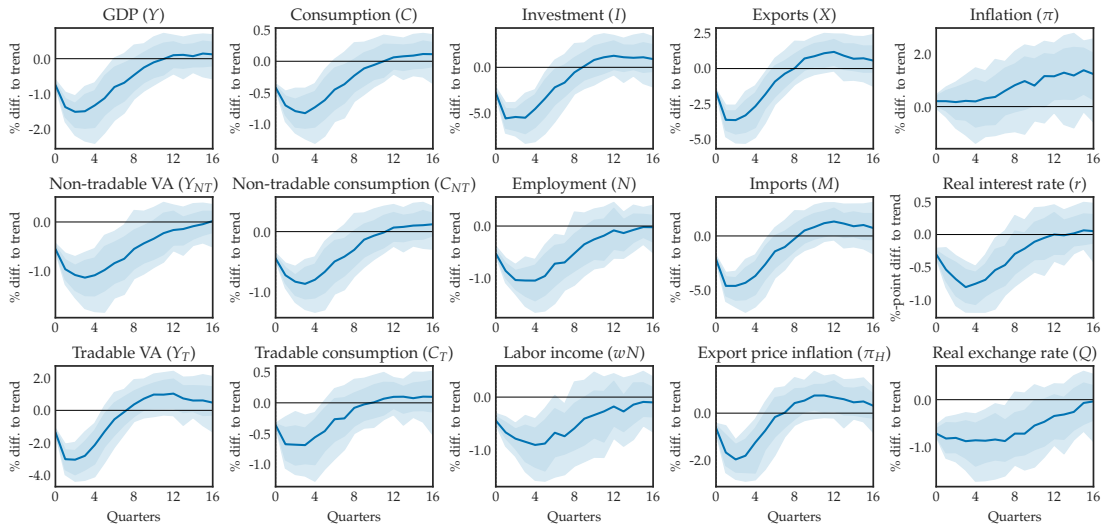 GDP (Y)
Consumption (C)
Investment (I)
Exports (X)
Inflation (π)
% diff. to trend
0.0
-1.0
-2.0
0 4 8 12 16
% diff. to trend
0.5
0.0
-0.5
-1.0
0 4 8 12 16
% diff. to trend
0.0
-5.0
0 4 8 12 16
% diff. to trend
2.5
0.0
-2.5
-5.0
0 4 8 12 16
% diff. to trend
2.0
0.0
0 4 8 12 16
Non-tradable VA (Y_NT)
Non-tradable consumption (C_NT)
Employment (N)
Imports (M)
Real interest rate (r)
% diff. to trend
0.0
-1.0
0 4 8 12 16
% diff. to trend
0.0
-1.0
0 4 8 12 16
% diff. to trend
0.0
-1.0
0 4 8 12 16
% diff. to trend
0.0
-5.0
0 4 8 12 16
%-point diff. to trend
0.5
0.0
-0.5
-1.0
0 4 8 12 16
Tradable VA (Y_T)
Tradable consumption (C_T)
Labor income (wN)
Export price inflation (π_H)
Real exchange rate (Q)
% diff. to trend
2.0
0.0
-2.0
-4.0
0 4 8 12 16
Quarters
% diff. to trend
0.5
0.0
-0.5
-1.0
0 4 8 12 16
Quarters
% diff. to trend
0.0
-1.0
0 4 8 12 16
Quarters
% diff. to trend
0.0
-2.0
0 4 8 12 16
Quarters
% diff. to trend
0.0
-0.5
-1.0
0 4 8 12 16
Quarters